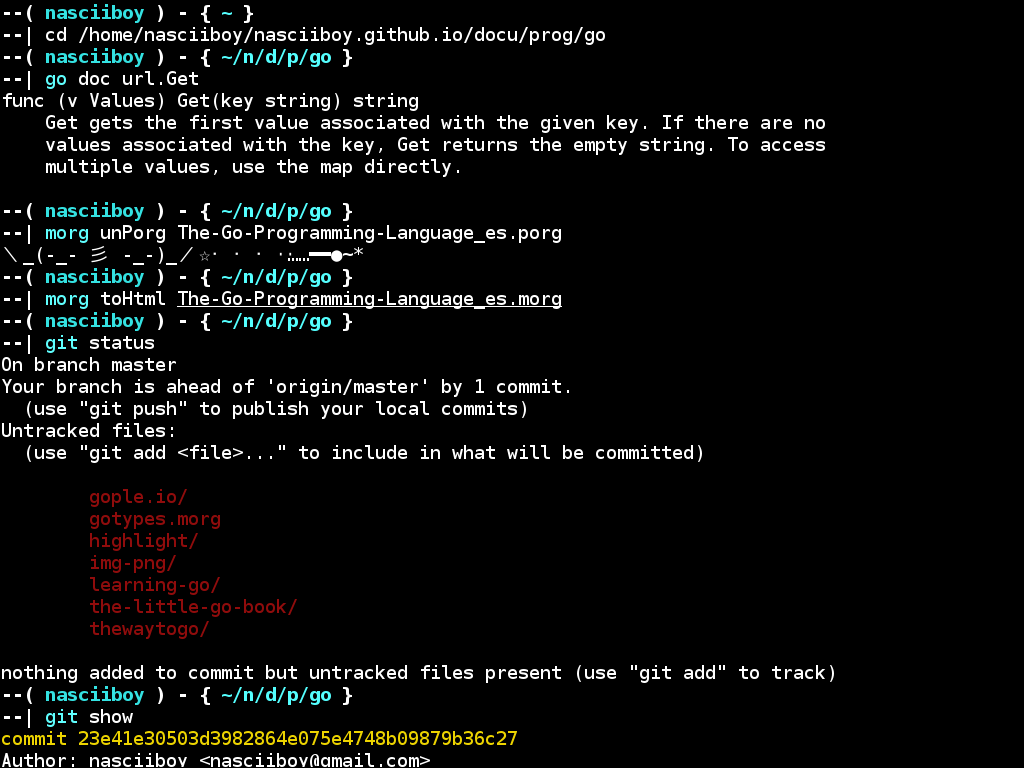 --( nasciiboy ) - { ~ }
--| cd /home/nasciiboy/nasciiboy.github.io/docu/prog/go
--( nasciiboy ) - { ~/n/d/p/go }
--| go doc url.Get
func (v Values) Get(key string) string
    Get gets the first value associated with the given key. If there are no
    values associated with the key, Get returns the empty string. To access
    multiple values, use the map directly.

--( nasciiboy ) - { ~/n/d/p/go }
--| morg unPorg The-Go-Programming-Language_es.porg
＼_(-_- 彡 -_-)_／☆· · · ·:……━━●~*
--( nasciiboy ) - { ~/n/d/p/go }
--| morg toHtml The-Go-Programming-Language_es.morg
--( nasciiboy ) - { ~/n/d/p/go }
--| git status
On branch master
Your branch is ahead of 'origin/master' by 1 commit.
  (use "git push" to publish your local commits)
Untracked files:
  (use "git add <file>..." to include in what will be committed)

        gople.io/
        gotypes.morg
        highlight/
        img-png/
        learning-go/
        the-little-go-book/
        thewaytogo/

nothing added to commit but untracked files present (use "git add" to track)
--( nasciiboy ) - { ~/n/d/p/go }
--| git show
commit 23e41e30503d3982864e075e4748b09879b36c27
Author: nasciiboy <nasciiboy@gmail.com>